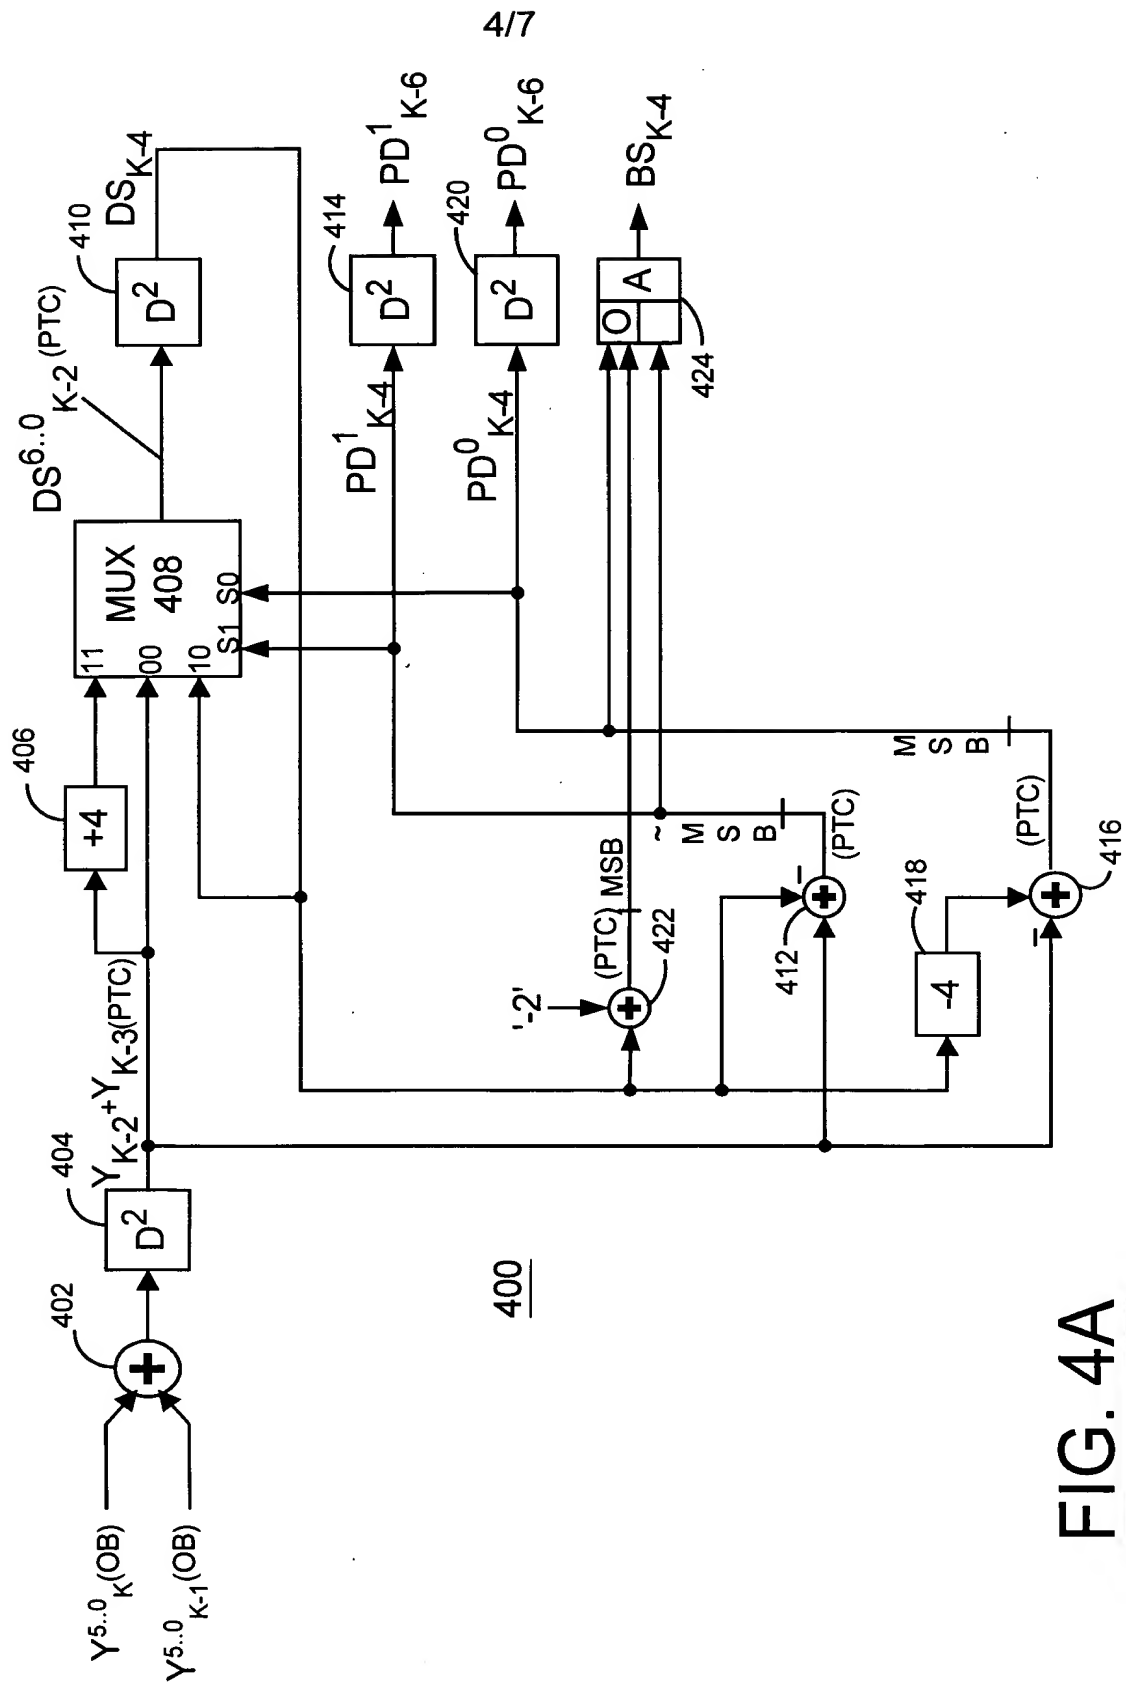 4/7
Y5..0K(OB)
Y5..0K-1(OB)
402
+
404
D2
YK-2+YK-3(PTC)
406
+4
11
00
10
MUX
408
S1
S0
DS6..0K-2(PTC)
410
D2
DSK-4
PD1K-4
414
D2
PD1K-6
PD0K-4
420
D2
PD0K-6
'-2'
+
422
(PTC) MSB
O
A
424
BSK-4
412
+
−
(PTC)
~ M S B
418
-4
416
+
−
(PTC)
M S B
400
FIG. 4A